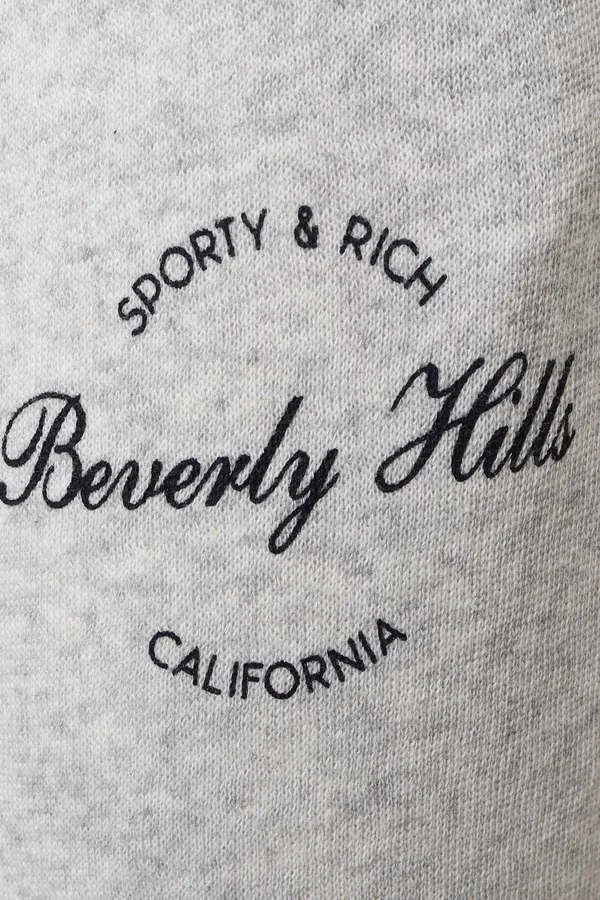 SPORTY & RICH
Beverly Hills
CALIFORNIA